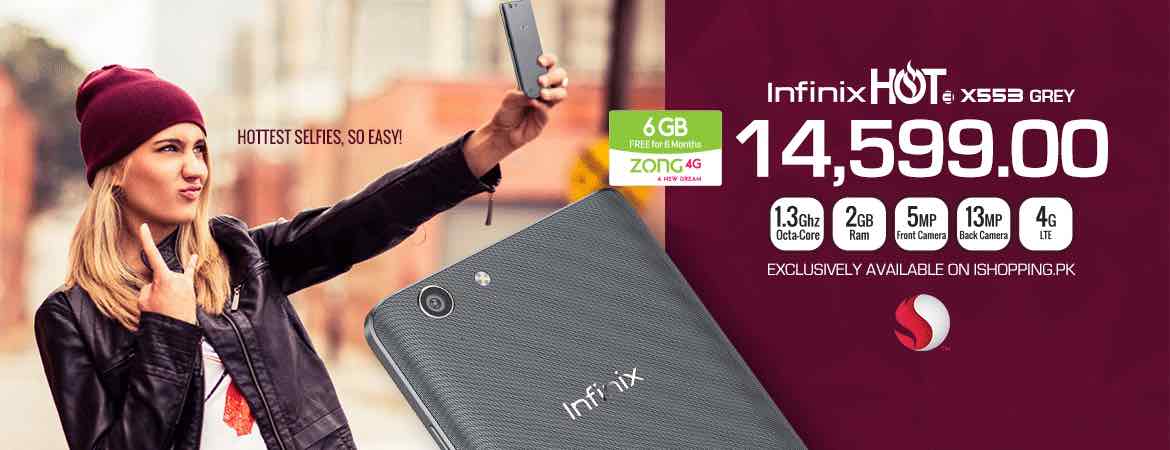 HOTTEST SELFIES, SO EASY!
6 GB
FREE for 6 Months
ZONG 4G
A NEW DREAM
Infinix HOT X553 GREY
14,599.00
1.3Ghz
Octa-Core
2GB
Ram
5MP
Front Camera
13MP
Back Camera
4G
LTE
EXCLUSIVELY AVAILABLE ON ISHOPPING.PK
TM
Infinix